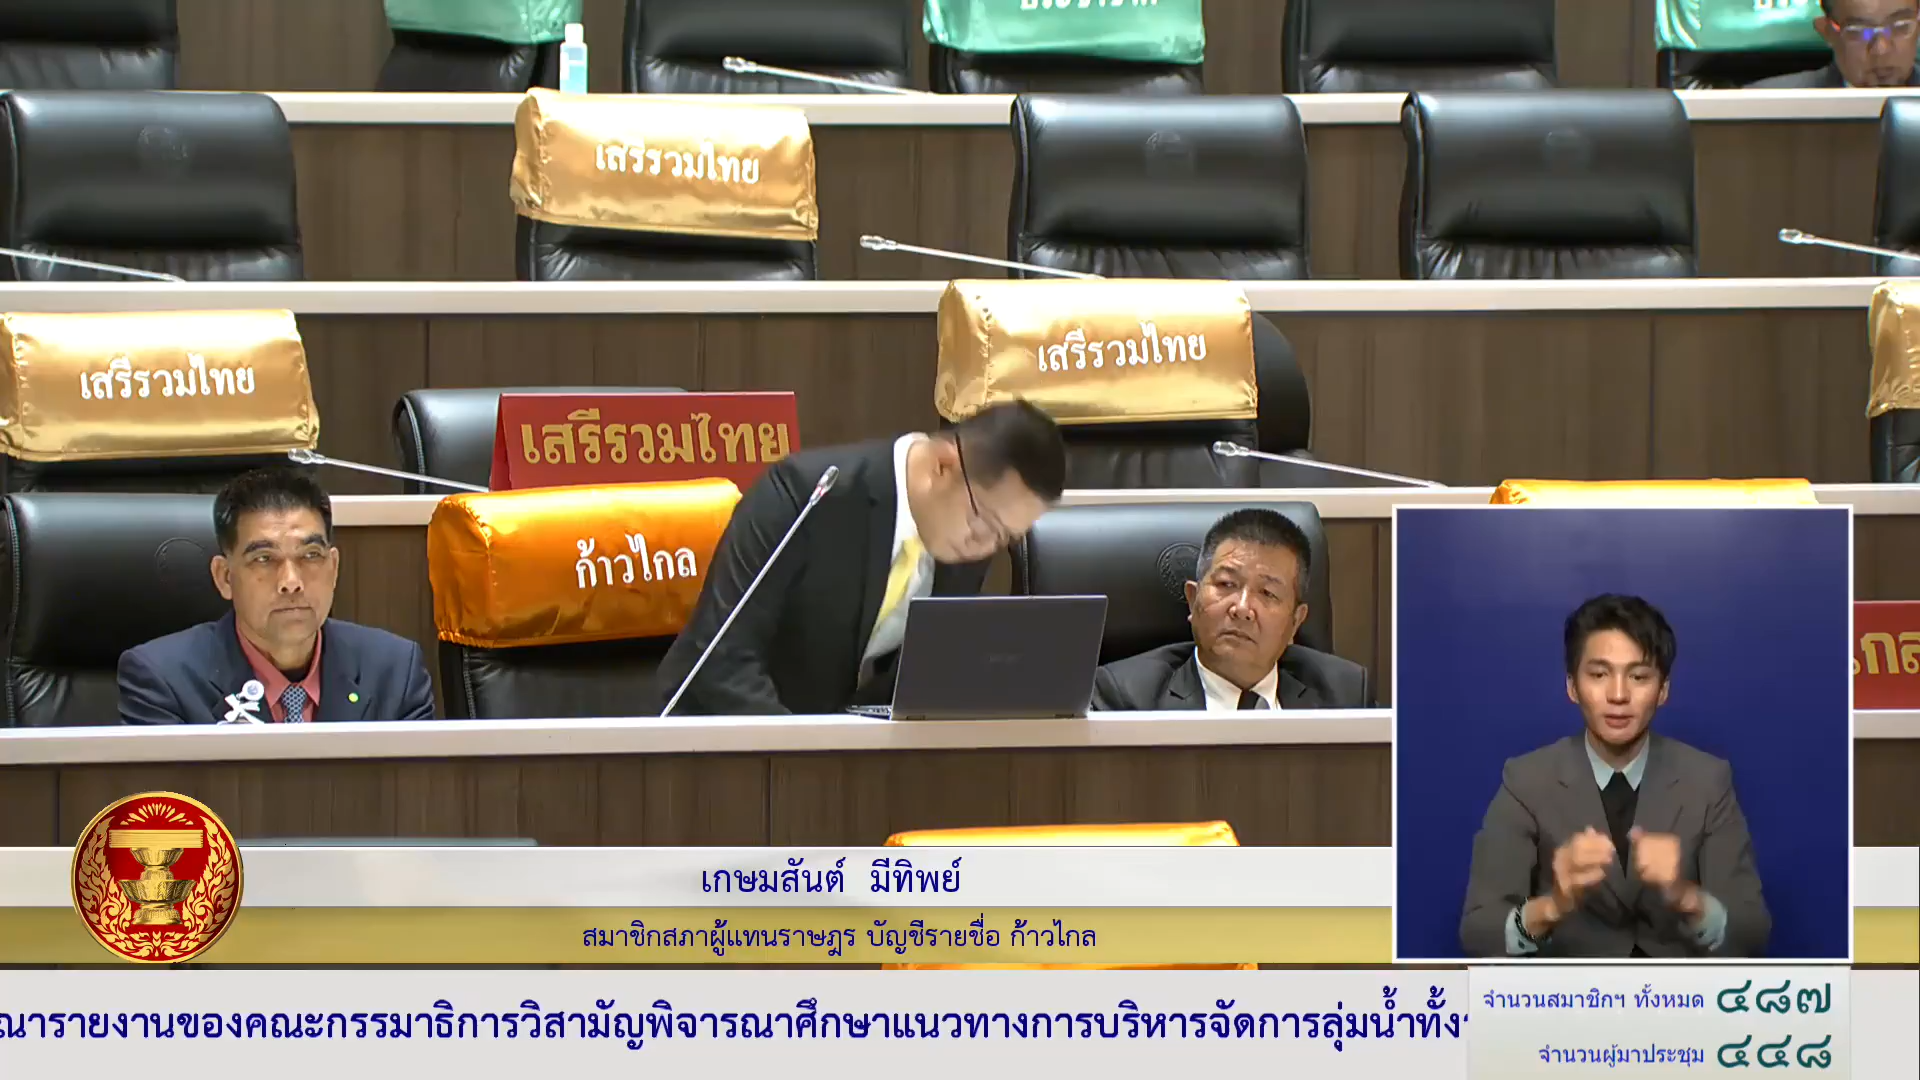 เสรีรวมไทย
เสรีรวมไทย
เสรีรวมไทย
เสรีรวมไทย
ก้าวไกล
เกษมสันต์ มีทิพย์
สมาชิกสภาผู้แทนราษฎร บัญชีรายชื่อ ก้าวไกล
ณารายงานของคณะกรรมาธิการวิสามัญพิจารณาศึกษาแนวทางการบริหารจัดการลุ่มน้ำทั้ง
จำนวนสมาชิกฯ ทั้งหมด ๔๘๗
จำนวนผู้มาประชุม ๔๔๘